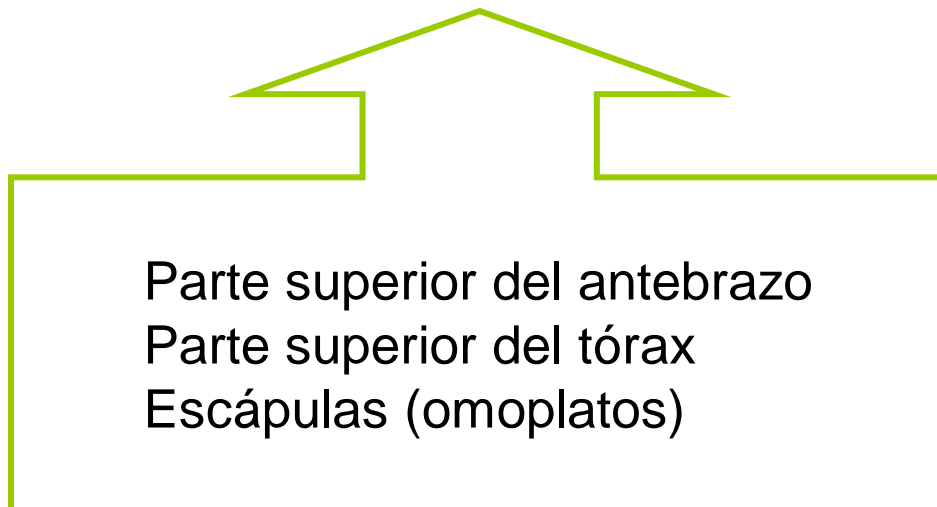 Parte superior del antebrazo
Parte superior del tórax
Escápulas (omoplatos)